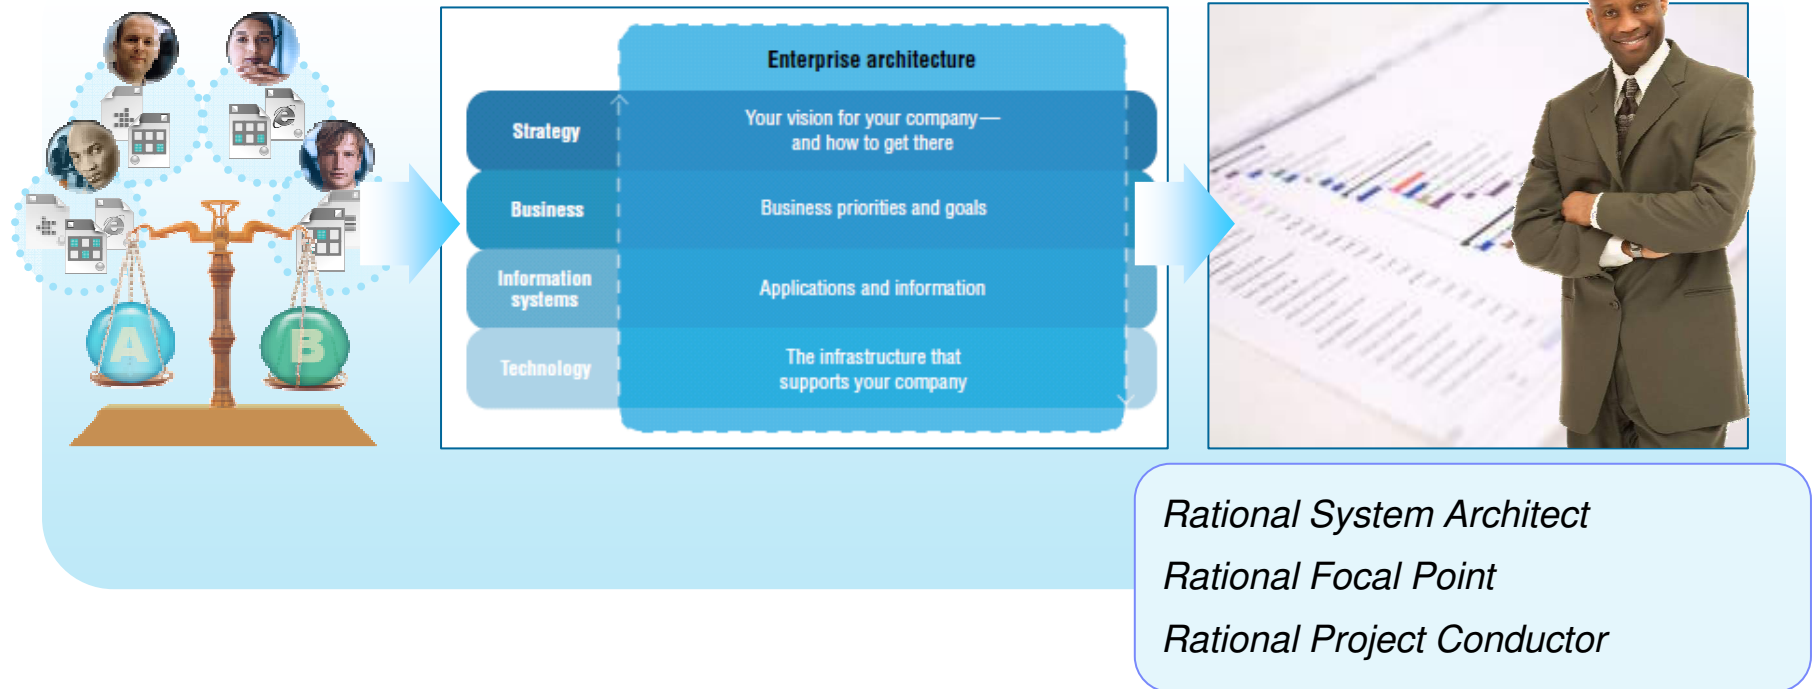 A
B
Enterprise architecture
Strategy
Your vision for your company—
and how to get there
Business
Business priorities and goals
Information
systems
Applications and information
Technology
The infrastructure that
supports your company
Rational System Architect
Rational Focal Point
Rational Project Conductor